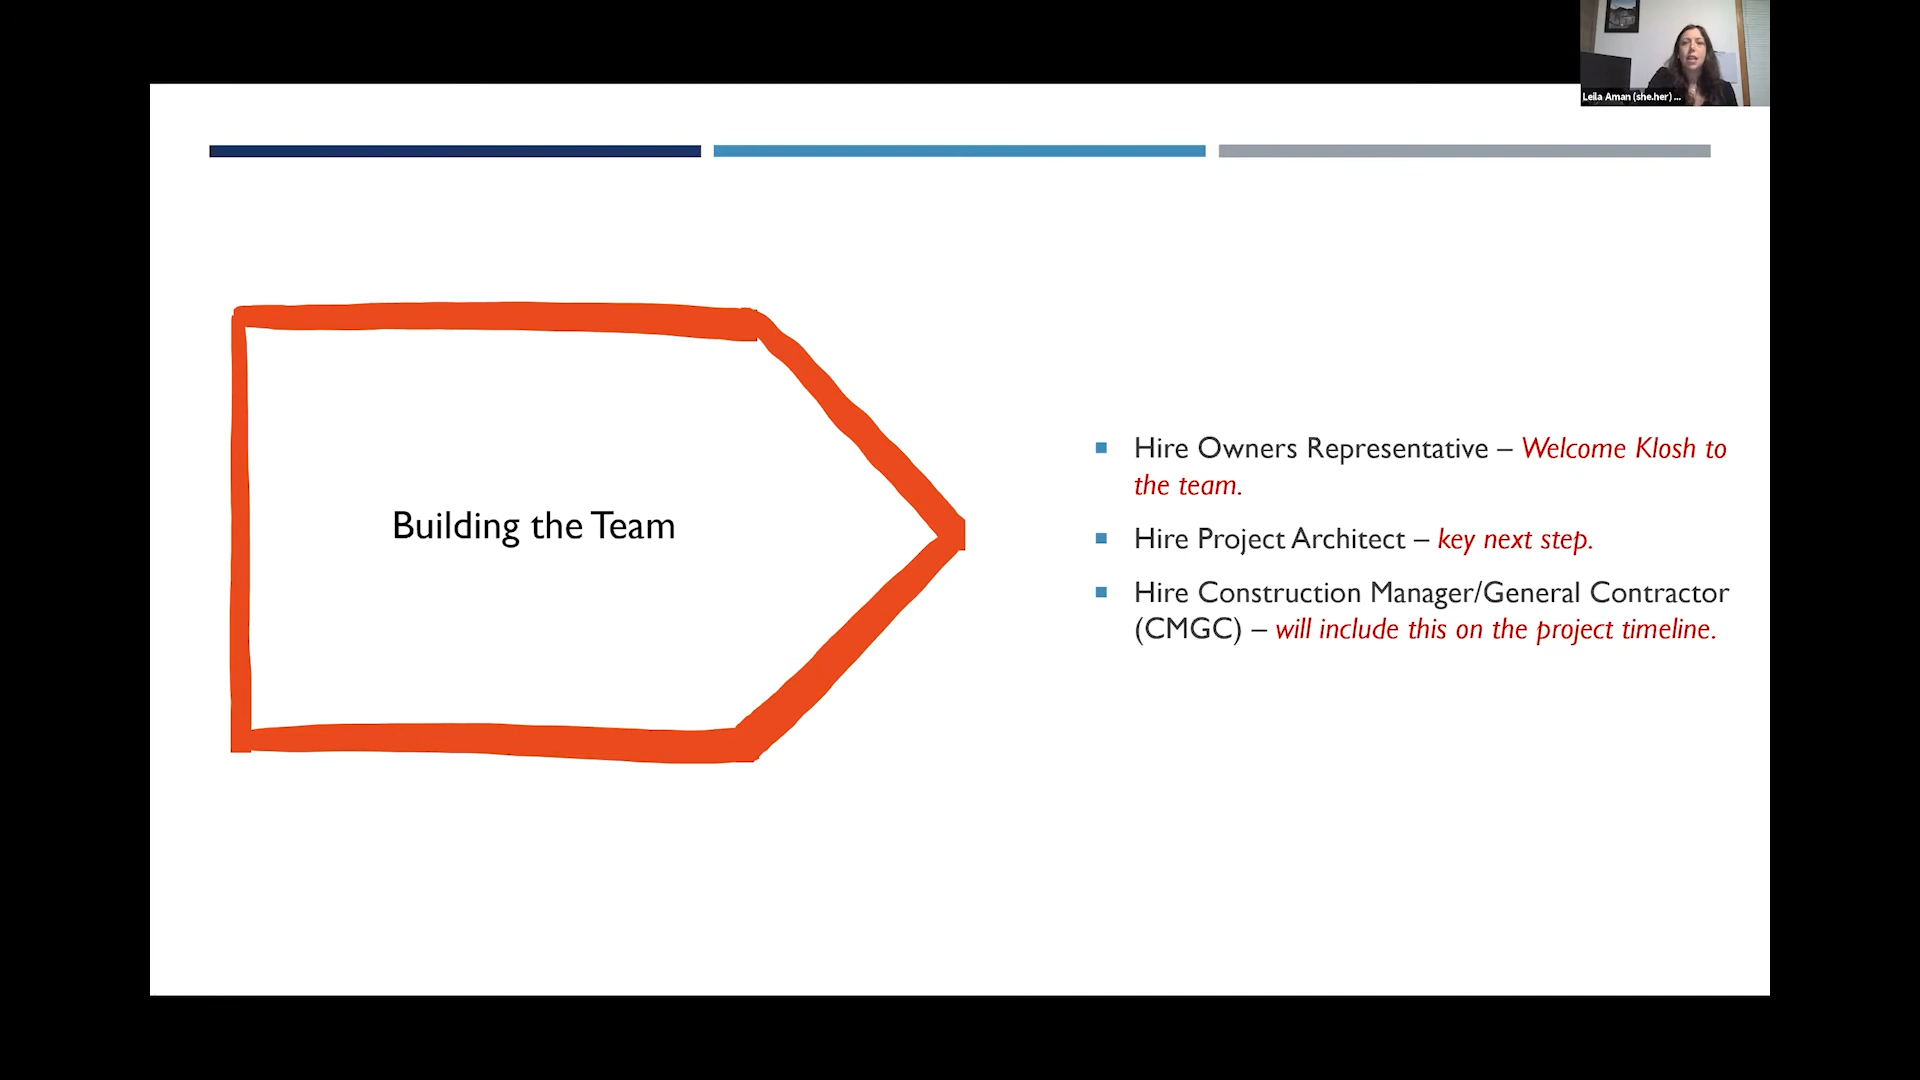 Leila Aman (she.her) ...
Building the Team
Hire Owners Representative – Welcome Klosh to
the team.
Hire Project Architect – key next step.
Hire Construction Manager/General Contractor
(CMGC) – will include this on the project timeline.